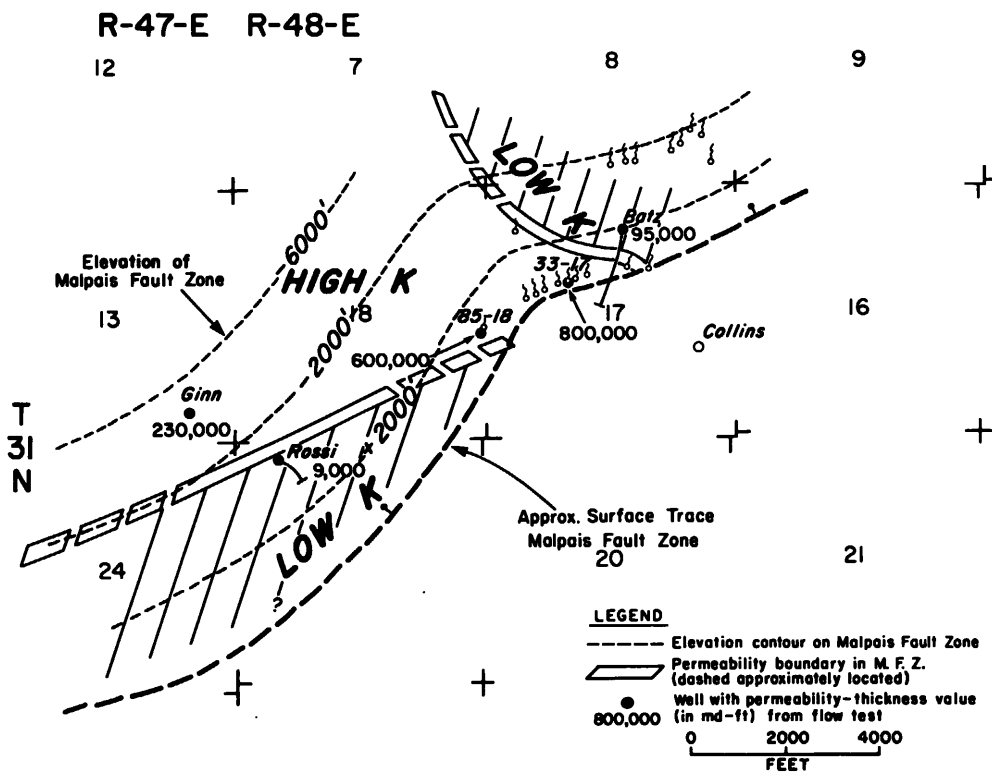 R-47-E R-48-E
12
7
8
9
LOW K
6000'
Batz
95,000
Elevation of
Malpais Fault Zone
HIGH K
33-17
13
18
2000'
85-18
17
16
800,000
Collins
600,000
Ginn
230,000
2000'
T
31
N
Rossi
9,000
LOW K
Approx. Surface Trace
Malpais Fault Zone
24
20
21
?
LEGEND
Elevation contour on Malpais Fault Zone
Permeability boundary in M. F. Z.
(dashed approximately located)
Well with permeability-thickness value
800,000 (in md-ft) from flow test
0 2000 4000
FEET